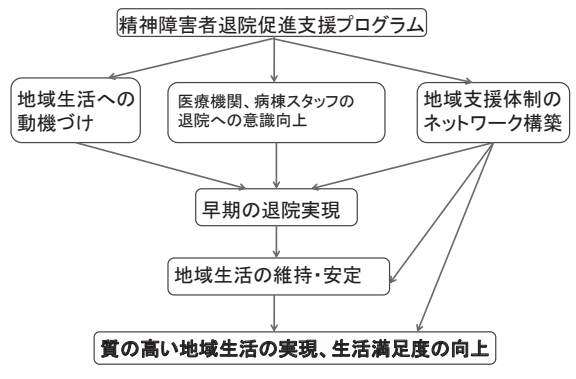 精神障害者退院促進支援プログラム
地域生活への
動機づけ
医療機関、病棟スタッフの
退院への意識向上
地域支援体制の
ネットワーク構築
早期の退院実現
地域生活の維持・安定
質の高い地域生活の実現、生活満足度の向上